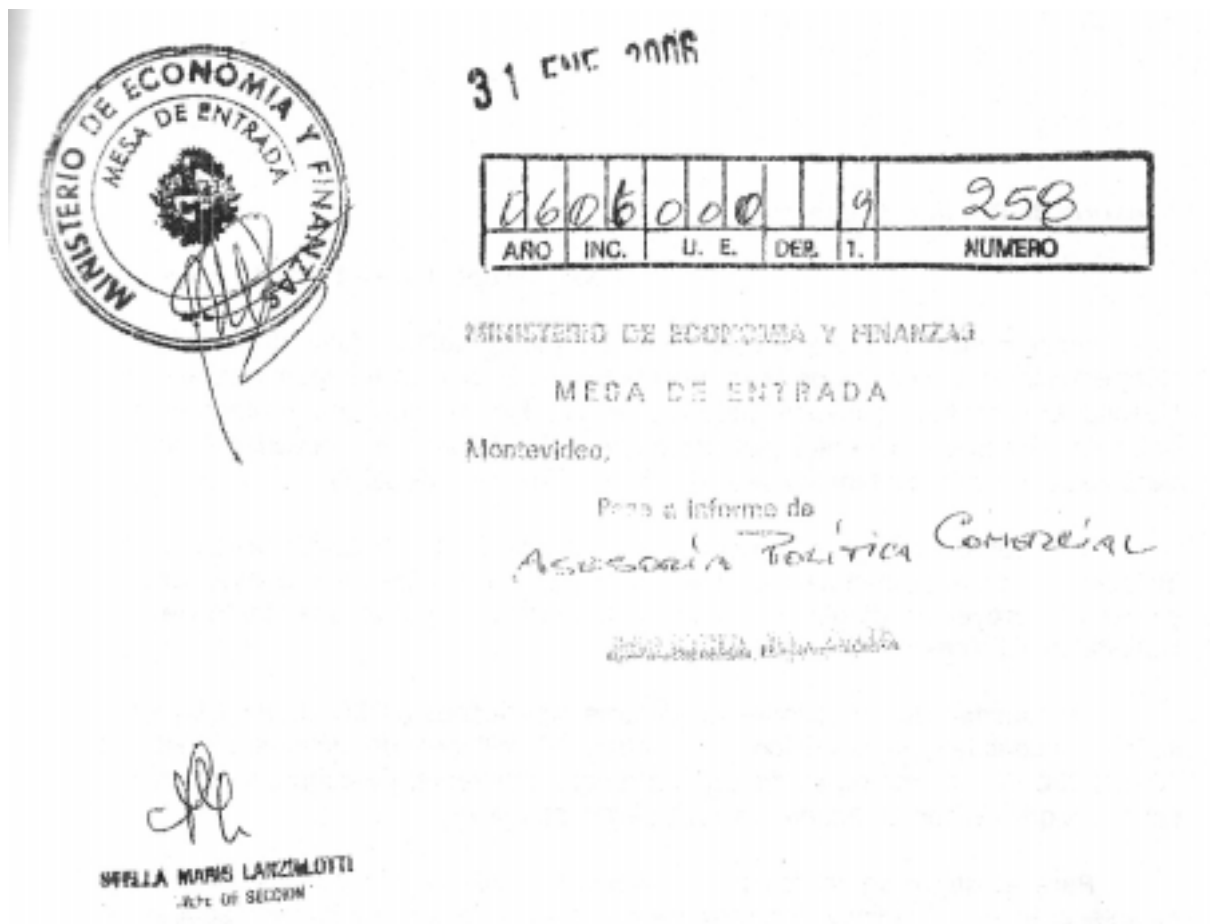 MINISTERIO DE ECONOMIA Y FINANZAS
MESA DE ENTRADA
31 ENE 2006
06 05 000 9 258
AÑO INC. U. E. DEP. T. NUMERO
MINISTERIO DE ECONOMIA Y FINANZAS
MESA DE ENTRADA
Montevideo,
Pase a informe de
ASESORÍA POLÍTICA COMERCIAL
STELLA MARIS LANZILOTTI
JEFE DE SECCION